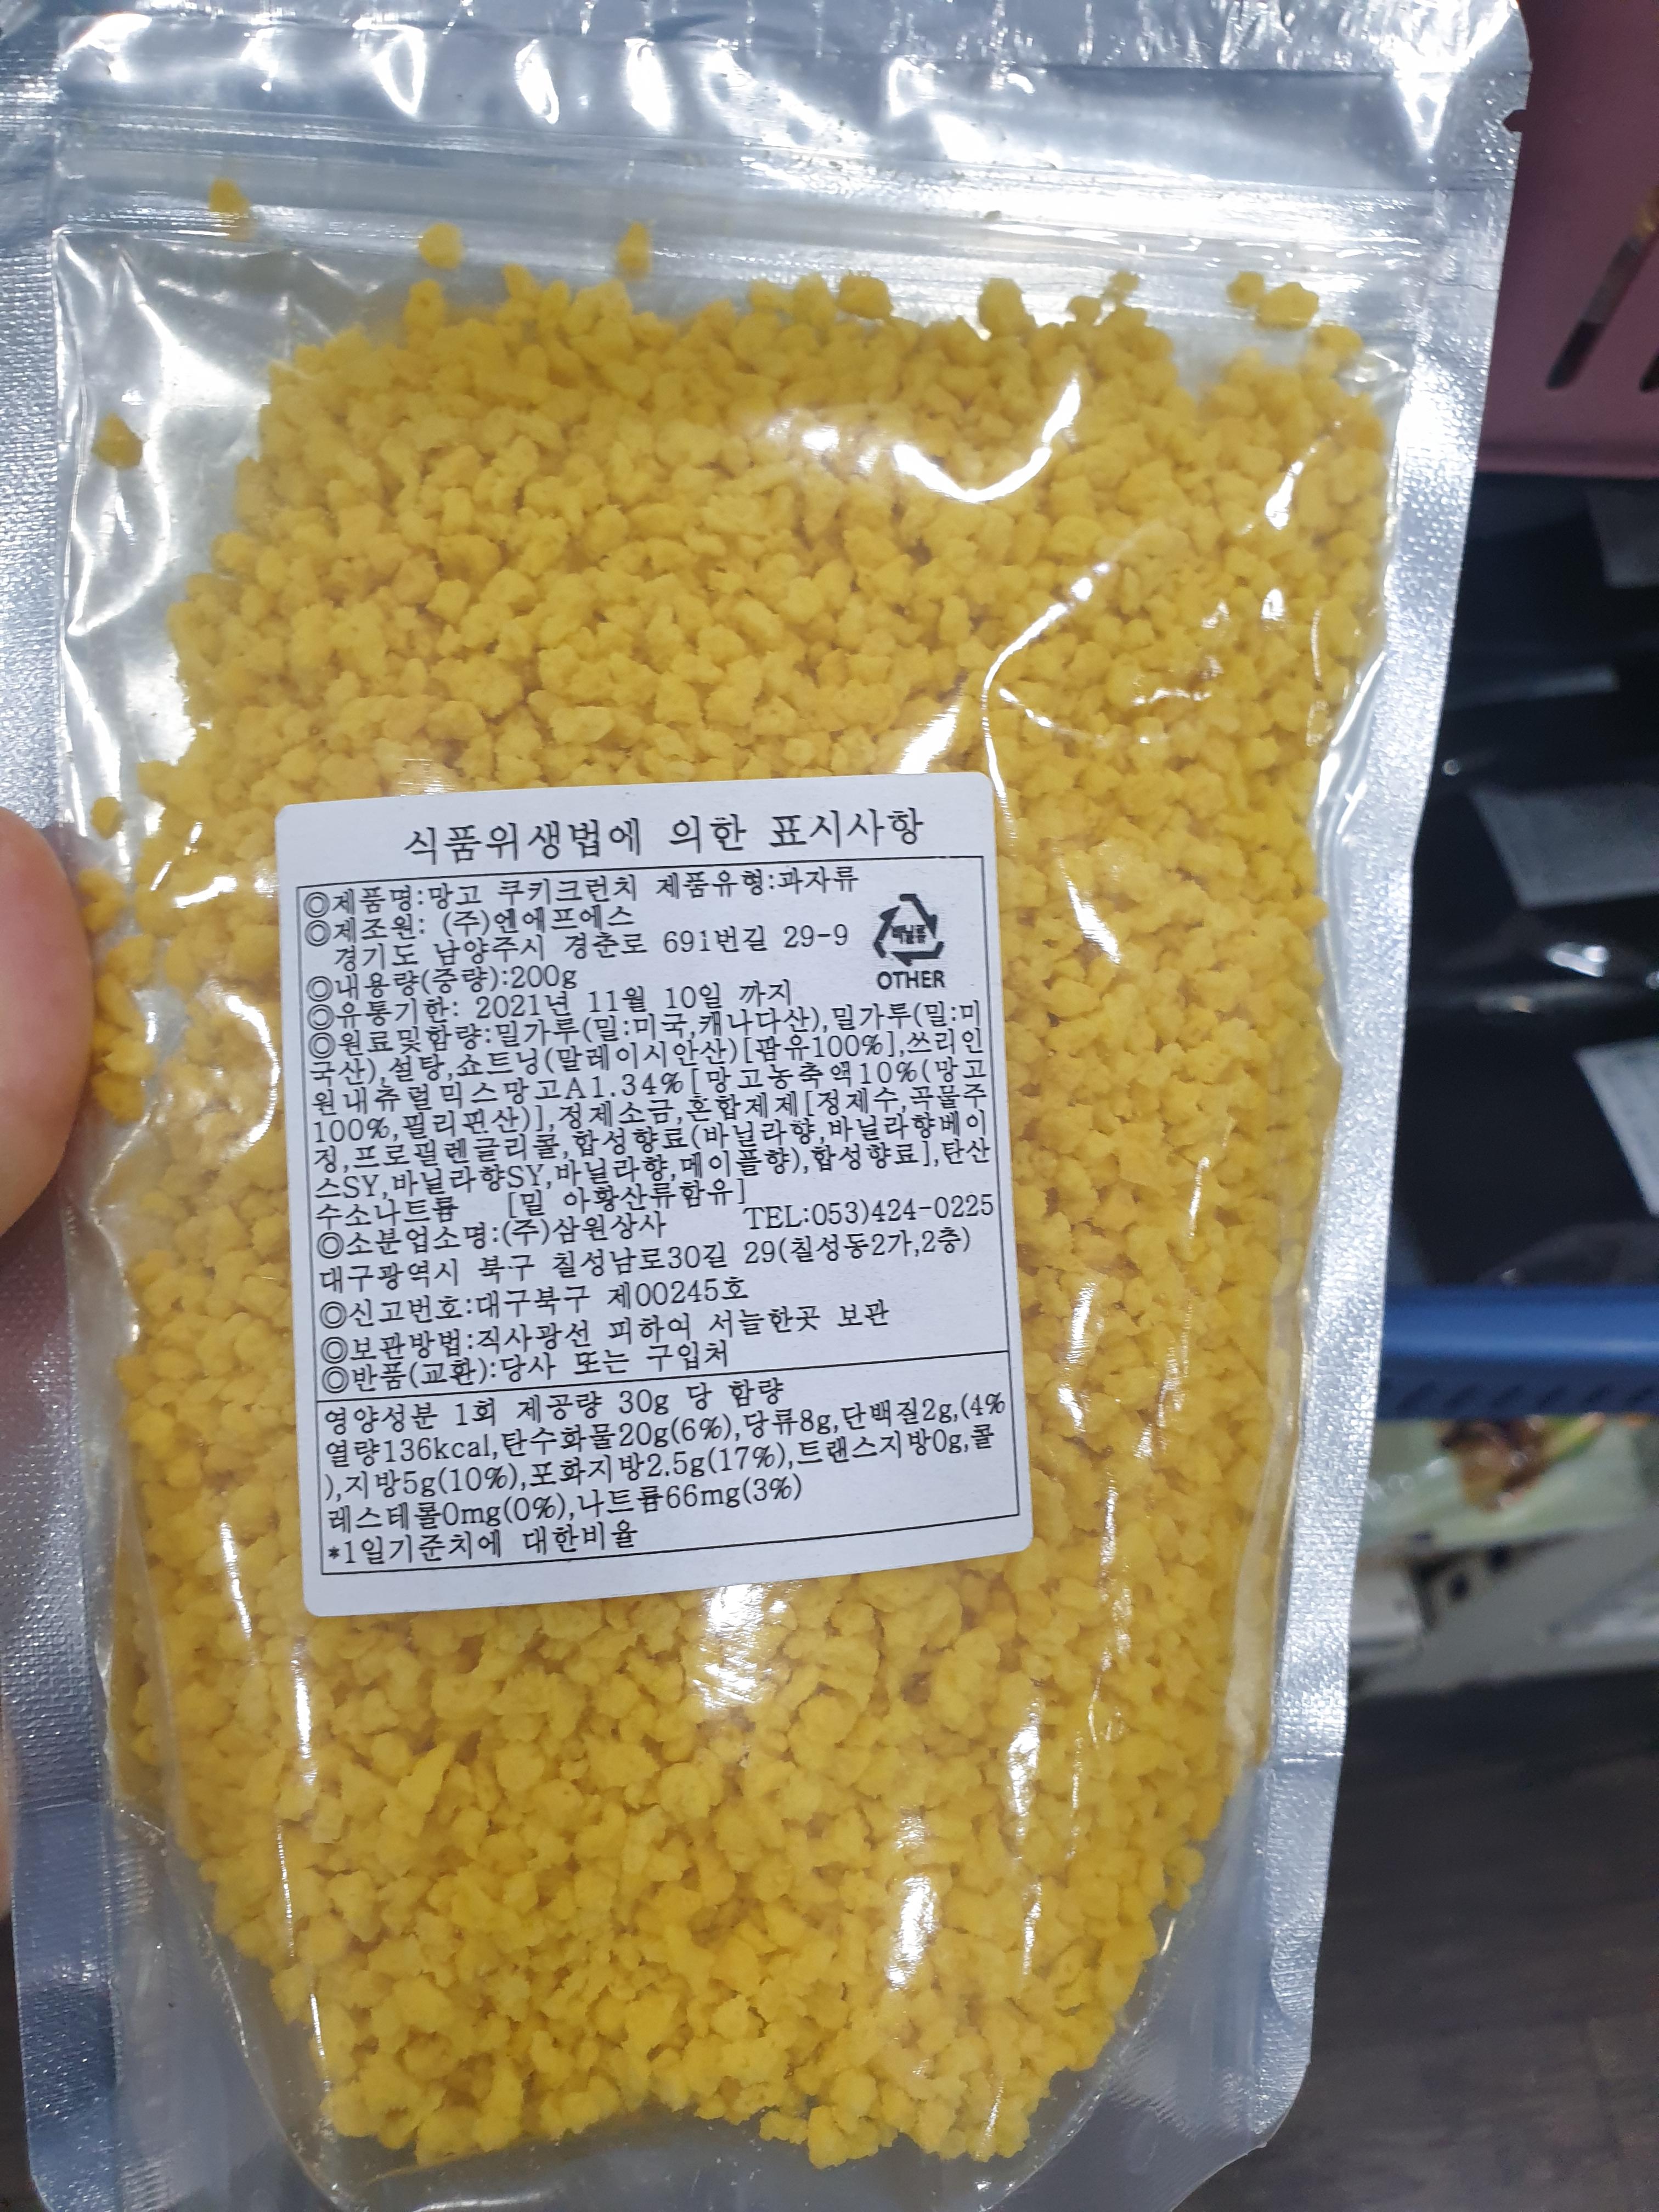 식품위생법에 의한 표시사항
◎제품명:망고 쿠키크런치 제품유형:과자류
◎제조원: (주)엔에프에스
경기도 남양주시 경춘로 691번길 29-9
비닐류
OTHER
◎내용량(중량):200g
◎유통기한: 2021년 11월 10일 까지
◎원료및함량:밀가루(밀:미국,캐나다산),밀가루(밀:미
국산),설탕,쇼트닝(말레이시안산)[팜유100%],쓰리인
원내츄럴믹스망고A1.34%[망고농축액10%(망고
100%,필리핀산)],정제소금,혼합제제[정제수,곡물주
정,프로필렌글리콜,합성향료(바닐라향,바닐라향베이
스SY,바닐라향SY,바닐라향,메이플향),합성향료],탄산
수소나트륨 [밀 아황산류함유]
◎소분업소명:(주)삼원상사 TEL:053)424-0225
대구광역시 북구 칠성남로30길 29(칠성동2가,2층)
◎신고번호:대구북구 제00245호
◎보관방법:직사광선 피하여 서늘한곳 보관
◎반품(교환):당사 또는 구입처
영양성분 1회 제공량 30g 당 함량
열량136kcal,탄수화물20g(6%),당류8g,단백질2g,(4%
),지방5g(10%),포화지방2.5g(17%),트랜스지방0g,콜
레스테롤0mg(0%),나트륨66mg(3%)
*1일기준치에 대한비율